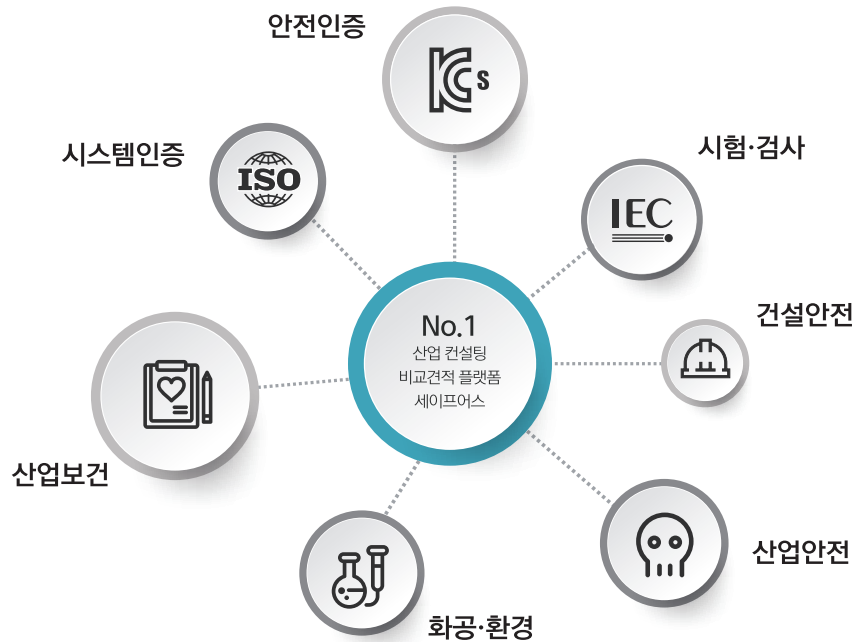 안전인증
KCs
시스템인증
ISO
시험·검사
IEC
건설안전
No.1
산업 컨설팅
비교견적 플랫폼
세이프어스
산업보건
산업안전
화공·환경